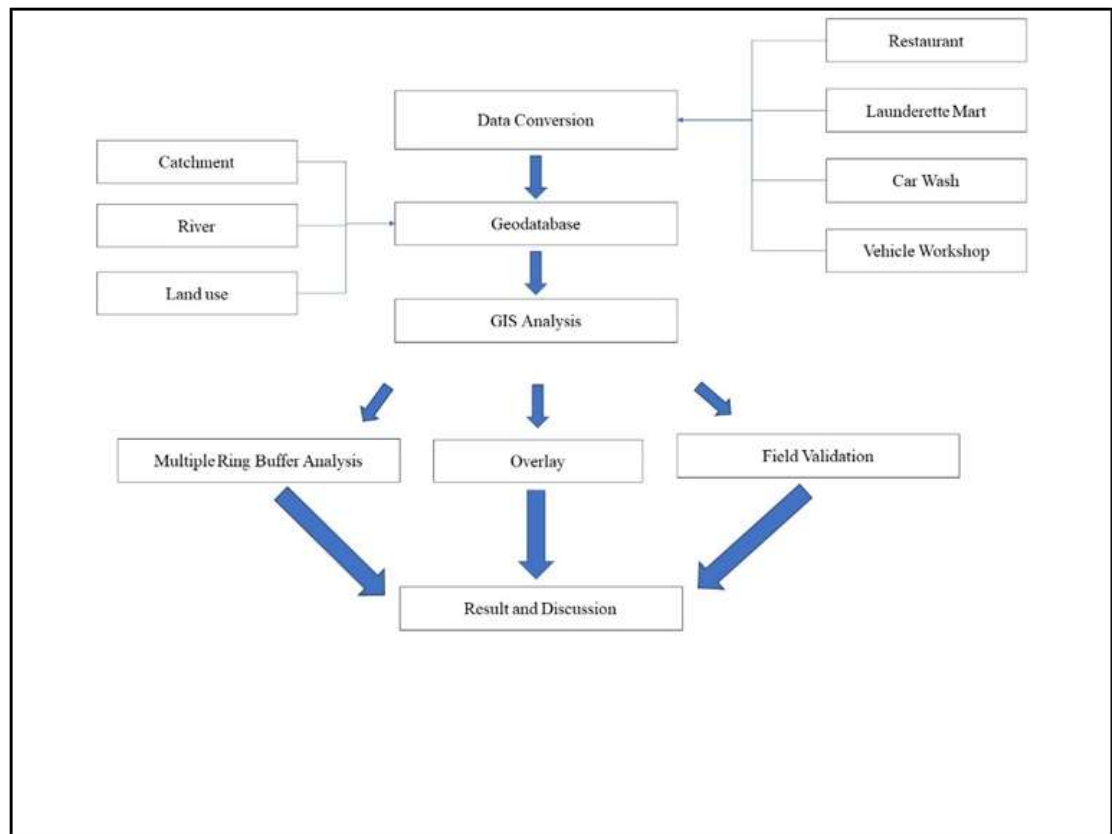 Restaurant
Data Conversion
Launderette Mart
Catchment
Car Wash
River
Geodatabase
Vehicle Workshop
Land use
GIS Analysis
Multiple Ring Buffer Analysis
Overlay
Field Validation
Result and Discussion